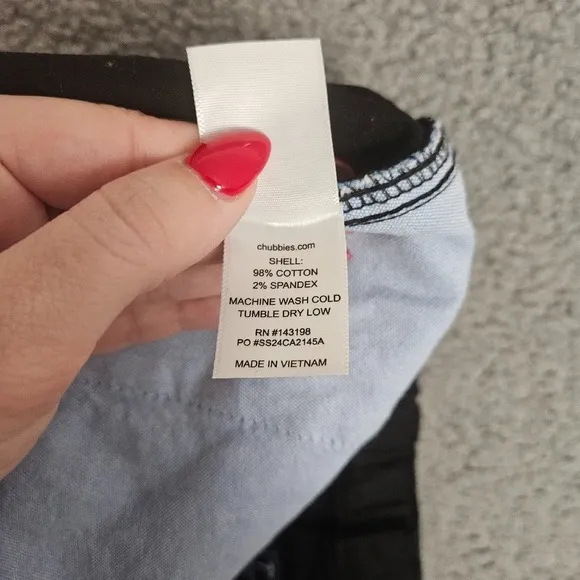 chubbies.com
SHELL:
98% COTTON
2% SPANDEX
MACHINE WASH COLD
TUMBLE DRY LOW
RN #143198
PO #SS24CA2145A
MADE IN VIETNAM